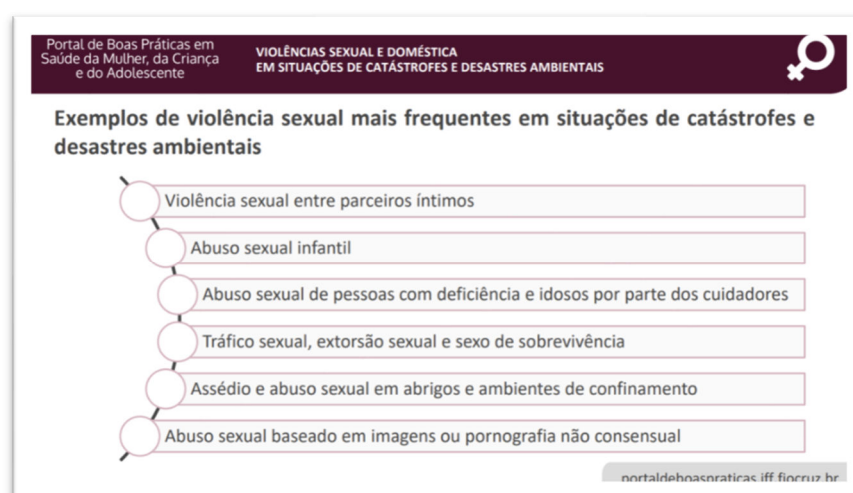 Portal de Boas Práticas em
Saúde da Mulher, da Criança
e do Adolescente
VIOLÊNCIAS SEXUAL E DOMÉSTICA
EM SITUAÇÕES DE CATÁSTROFES E DESASTRES AMBIENTAIS
Exemplos de violência sexual mais frequentes em situações de catástrofes e
desastres ambientais
Violência sexual entre parceiros íntimos
Abuso sexual infantil
Abuso sexual de pessoas com deficiência e idosos por parte dos cuidadores
Tráfico sexual, extorsão sexual e sexo de sobrevivência
Assédio e abuso sexual em abrigos e ambientes de confinamento
Abuso sexual baseado em imagens ou pornografia não consensual
portaldeboaspraticas.iff.fiocruz.br